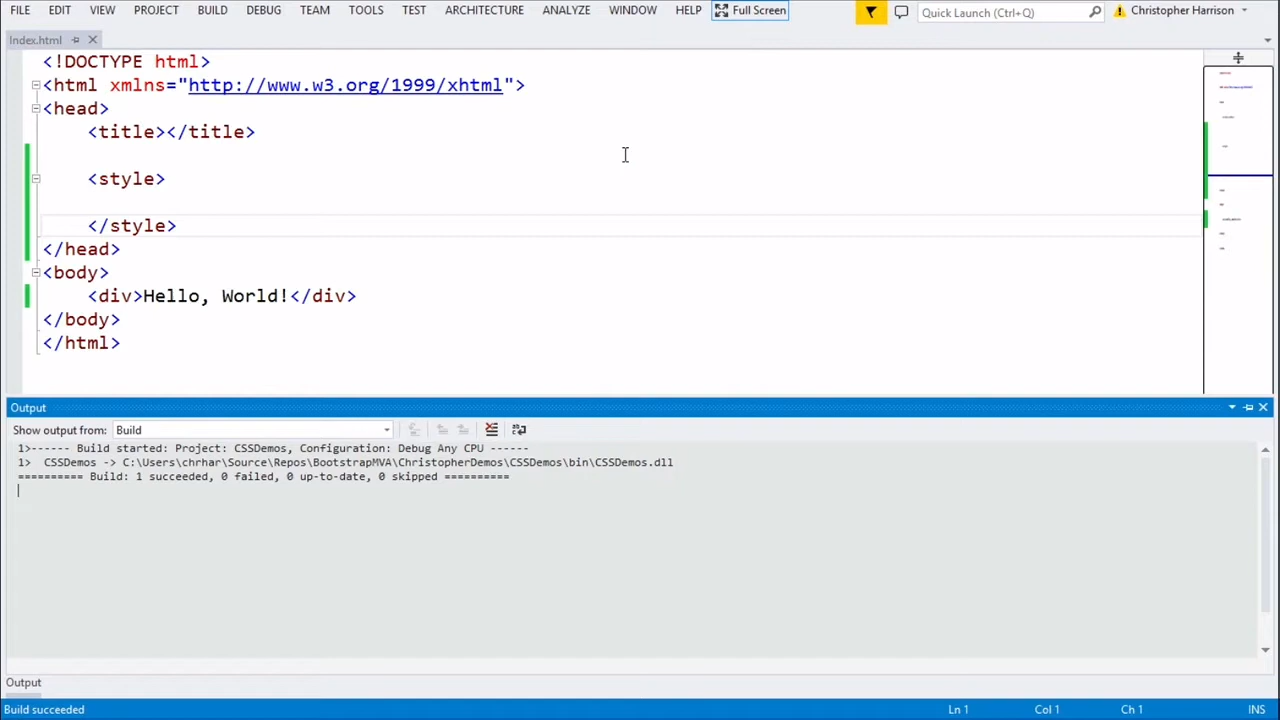 FILE EDIT VIEW PROJECT BUILD DEBUG TEAM TOOLS TEST ARCHITECTURE ANALYZE WINDOW HELP Full Screen Quick Launch (Ctrl+Q) Christopher Harrison
Index.html
<!DOCTYPE html>
<html xmlns="http://www.w3.org/1999/xhtml">
<head>
<title></title>
<style>
</style>
</head>
<body>
<div>Hello, World!</div>
</body>
</html>
Output
Show output from: Build
1>------ Build started: Project: CSSDemos, Configuration: Debug Any CPU ------
1> CSSDemos -> C:\Users\chrhar\Source\Repos\BootstrapMVA\ChristopherDemos\CSSDemos\bin\CSSDemos.dll
========== Build: 1 succeeded, 0 failed, 0 up-to-date, 0 skipped ==========
Output
Build succeeded Ln 1 Col 1 Ch 1 INS